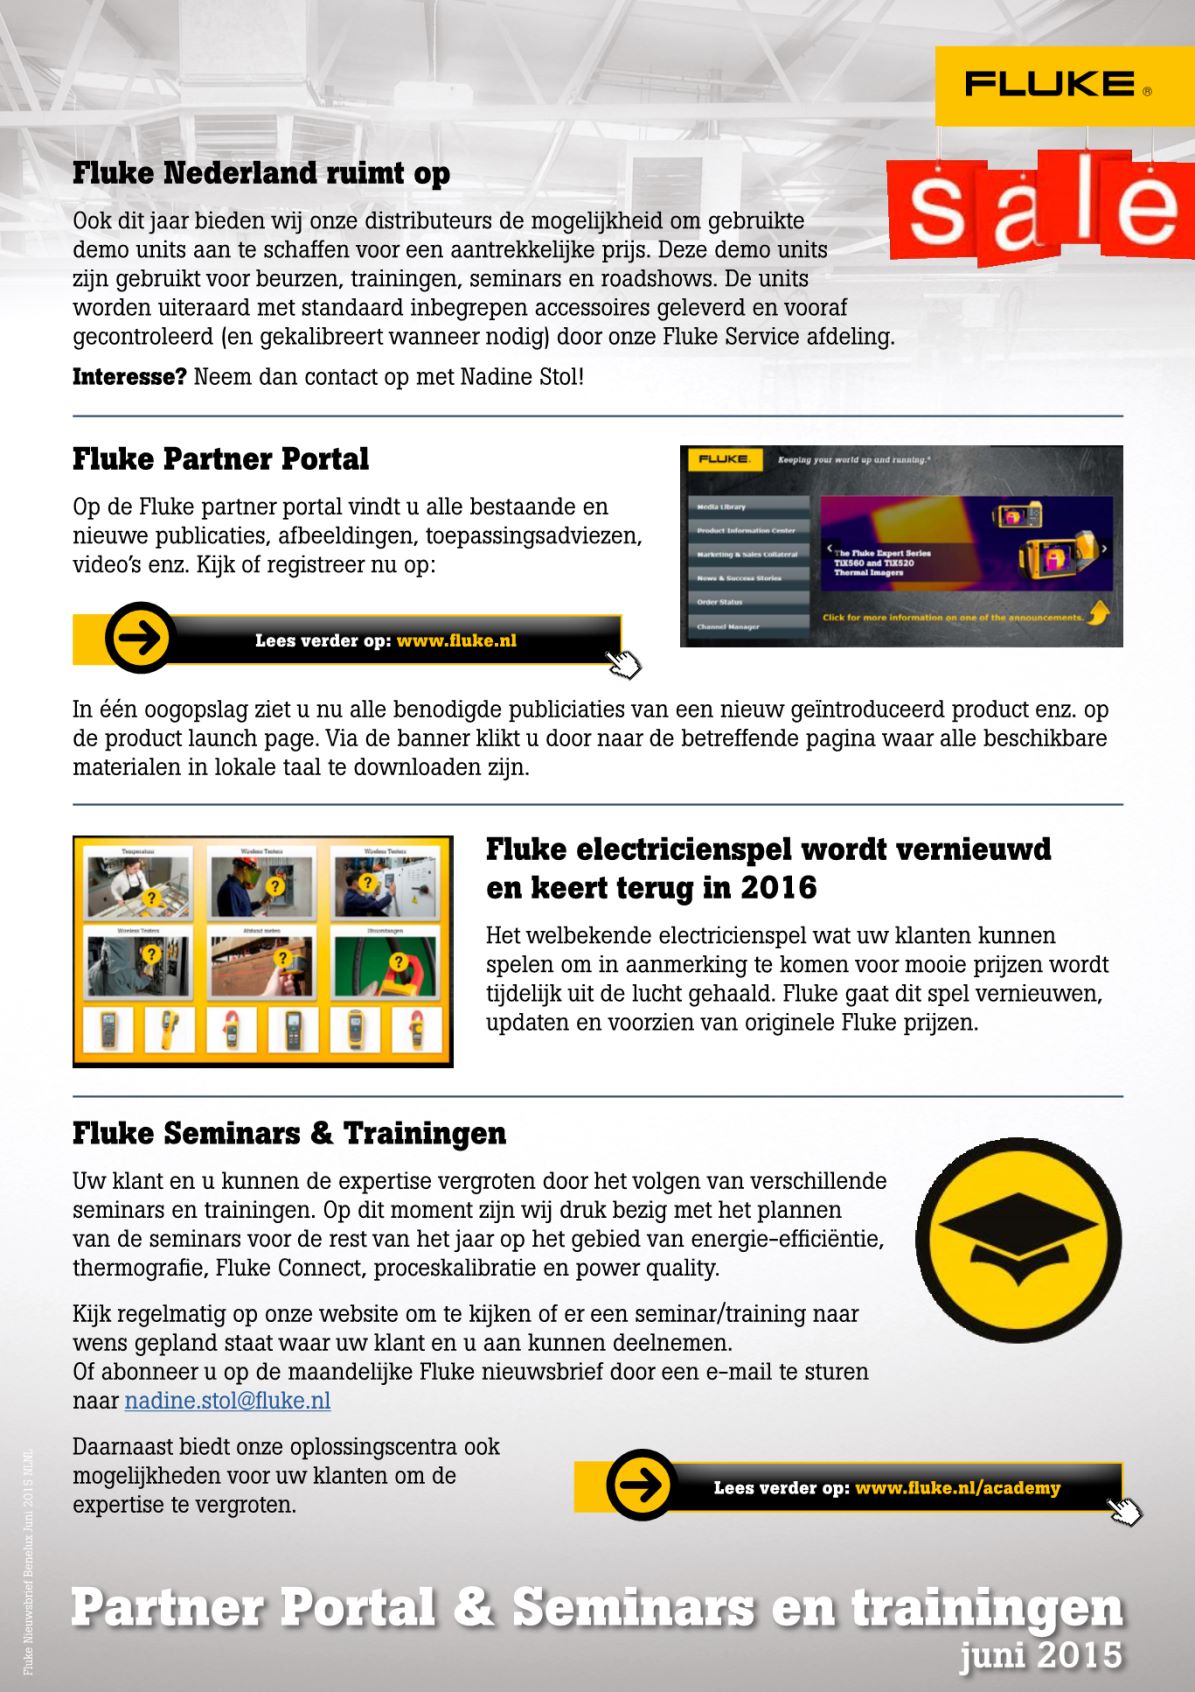 FLUKE ®
sale
Fluke Nederland ruimt op
Ook dit jaar bieden wij onze distributeurs de mogelijkheid om gebruikte
demo units aan te schaffen voor een aantrekkelijke prijs. Deze demo units
zijn gebruikt voor beurzen, trainingen, seminars en roadshows. De units
worden uiteraard met standaard inbegrepen accessoires geleverd en vooraf
gecontroleerd (en gekalibreert wanneer nodig) door onze Fluke Service afdeling.
Interesse? Neem dan contact op met Nadine Stol!
Fluke Partner Portal
Op de Fluke partner portal vindt u alle bestaande en
nieuwe publicaties, afbeeldingen, toepassingsadviezen,
video's enz. Kijk of registreer nu op:
Lees verder op: www.fluke.nl
FLUKE® Keeping your world up and running.®
Media Library
Product Information Center
Marketing & Sales Collateral
News & Success Stories
Order Status
Channel Manager
The Fluke Expert Series
TiX560 and TiX520
Thermal Imagers
Click for more information on one of the announcements.
In één oogopslag ziet u nu alle benodigde publiciaties van een nieuw geïntroduceerd product enz. op
de product launch page. Via de banner klikt u door naar de betreffende pagina waar alle beschikbare
materialen in lokale taal te downloaden zijn.
Temperatuur
Wireless Testers
Wireless Testers
Wireless Testers
Afstand meten
Stroomtangen
Fluke electricienspel wordt vernieuwd
en keert terug in 2016
Het welbekende electricienspel wat uw klanten kunnen
spelen om in aanmerking te komen voor mooie prijzen wordt
tijdelijk uit de lucht gehaald. Fluke gaat dit spel vernieuwen,
updaten en voorzien van originele Fluke prijzen.
Fluke Seminars & Trainingen
Uw klant en u kunnen de expertise vergroten door het volgen van verschillende
seminars en trainingen. Op dit moment zijn wij druk bezig met het plannen
van de seminars voor de rest van het jaar op het gebied van energie-efficiëntie,
thermografie, Fluke Connect, proceskalibratie en power quality.
Kijk regelmatig op onze website om te kijken of er een seminar/training naar
wens gepland staat waar uw klant en u aan kunnen deelnemen.
Of abonneer u op de maandelijke Fluke nieuwsbrief door een e-mail te sturen
naar nadine.stol@fluke.nl
Daarnaast biedt onze oplossingscentra ook
mogelijkheden voor uw klanten om de
expertise te vergroten.
Lees verder op: www.fluke.nl/academy
Fluke Nieuwsbrief Benelux Juni 2015 NLNL
Partner Portal & Seminars en trainingen
juni 2015